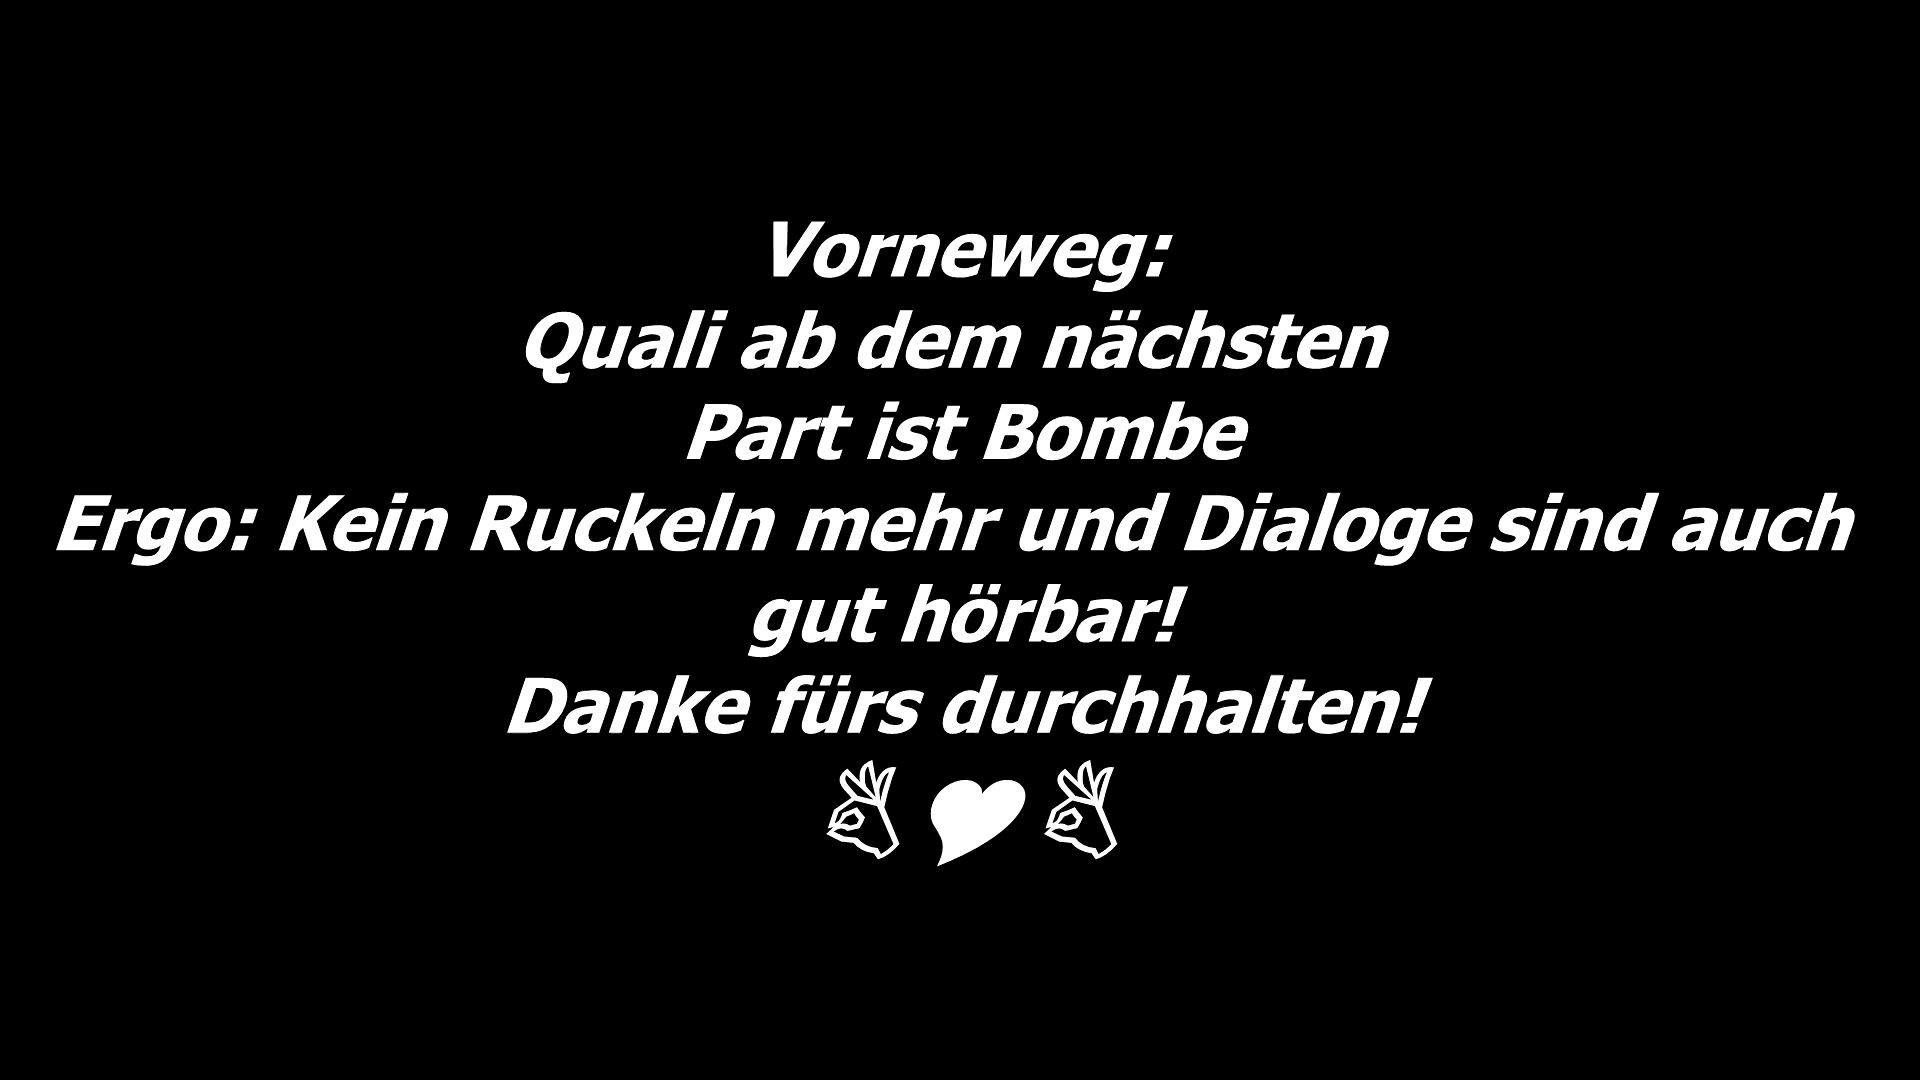 Vorneweg:
Quali ab dem nächsten
Part ist Bombe
Ergo: Kein Ruckeln mehr und Dialoge sind auch
gut hörbar!
Danke fürs durchhalten!